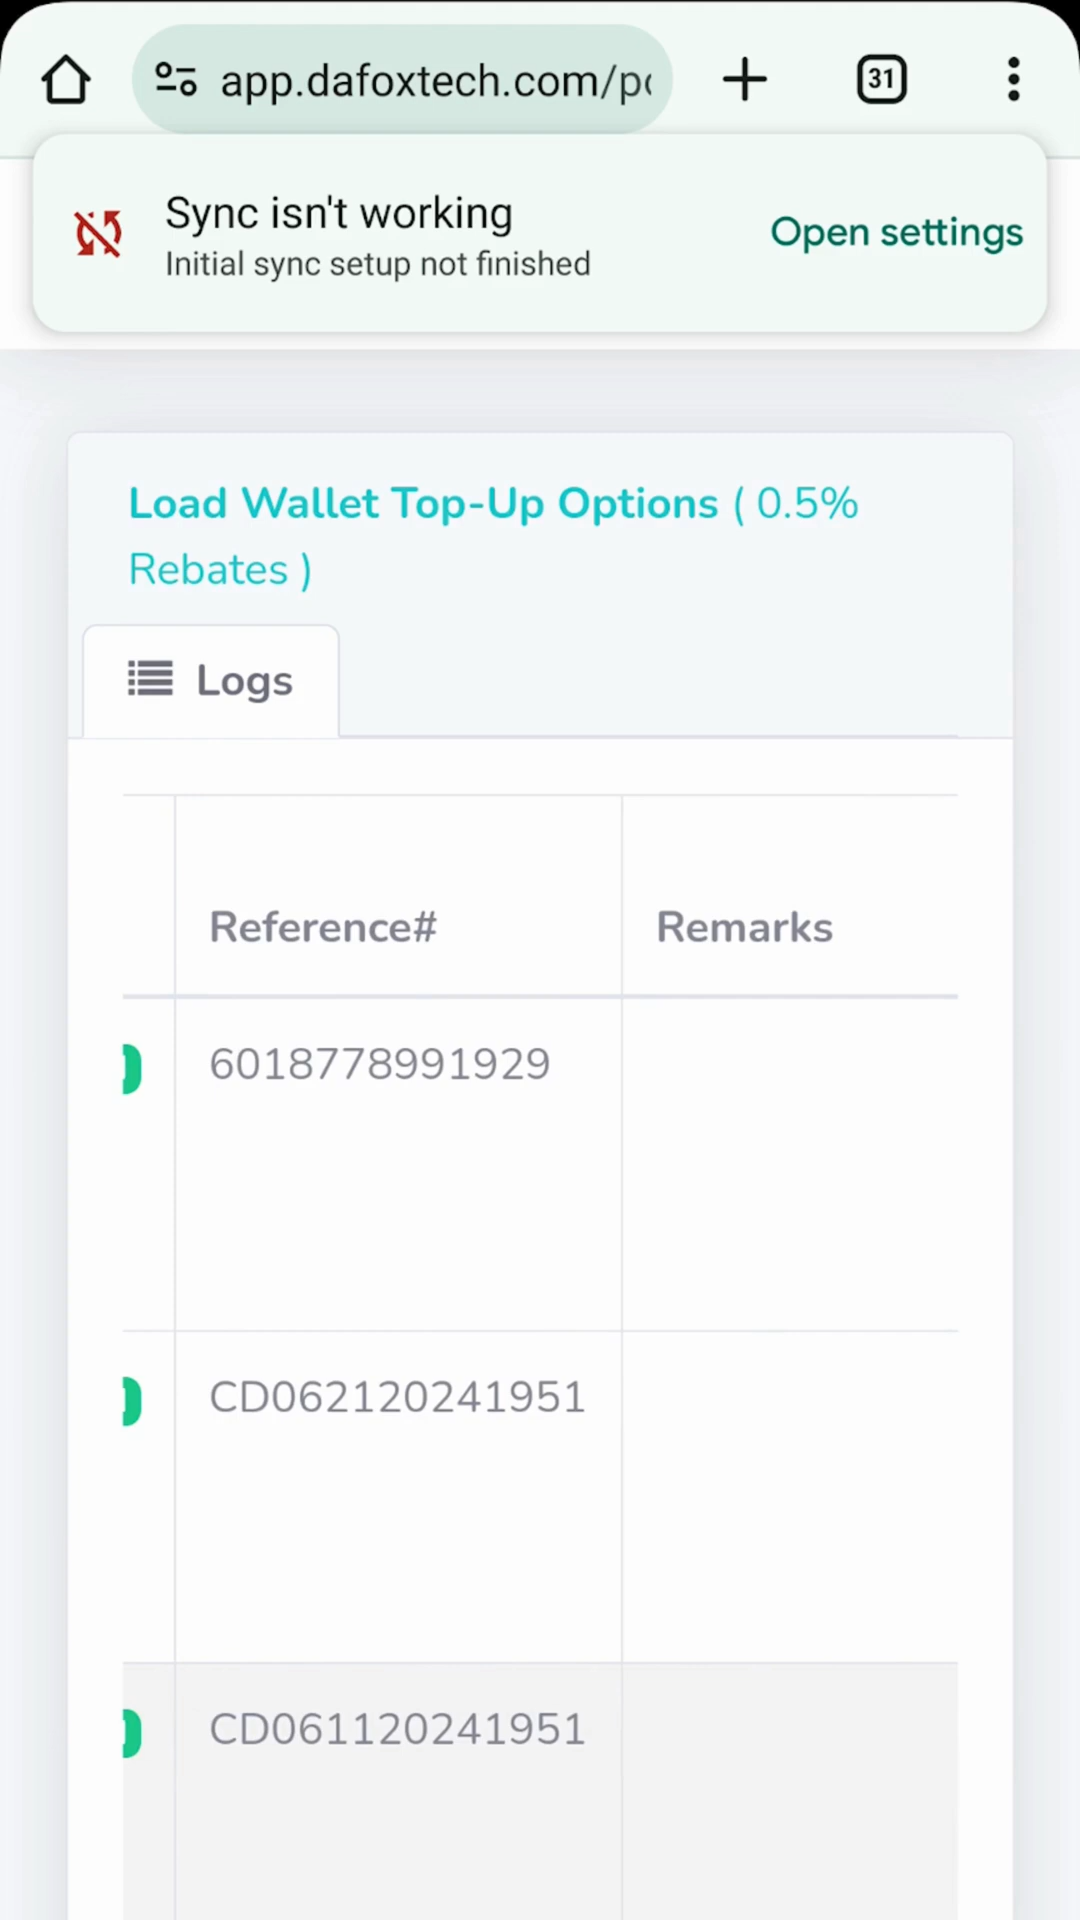 app.dafoxtech.com/po
31
Sync isn't working
Initial sync setup not finished
Open settings
Load Wallet Top-Up Options ( 0.5%
Rebates )
Logs
Reference#
Remarks
6018778991929
CD062120241951
CD061120241951